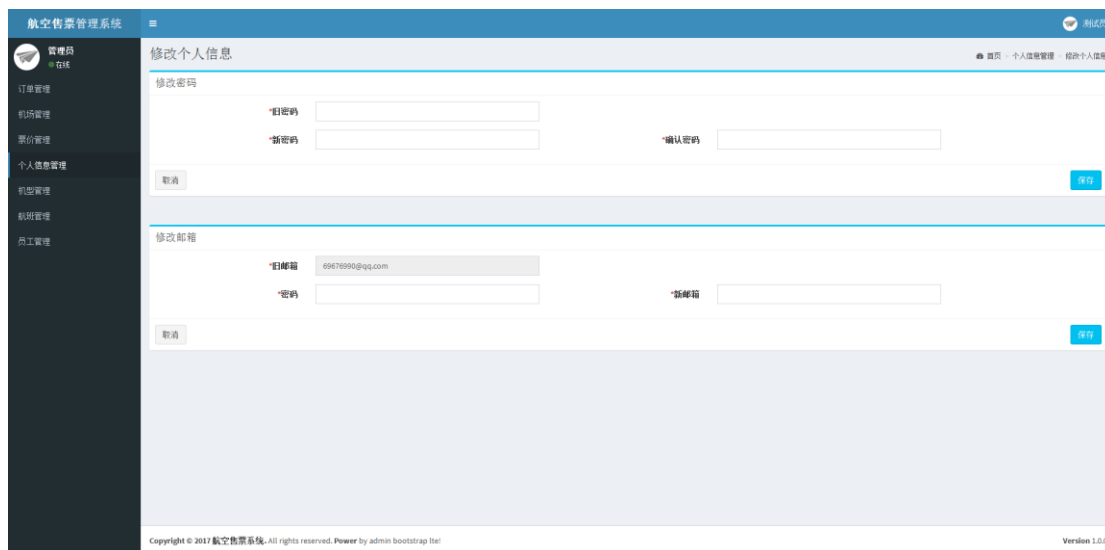 航空售票管理系统
测试员
管理员
在线
订单管理
机场管理
票价管理
个人信息管理
机型管理
航班管理
员工管理
修改个人信息
首页 > 个人信息管理 > 修改个人信息
修改密码
*旧密码
*新密码
*确认密码
取消
保存
修改邮箱
*旧邮箱
69676990@qq.com
*密码
*新邮箱
取消
保存
Copyright © 2017 航空售票系统. All rights reserved. Power by admin bootstrap lte!
Version 1.0.0